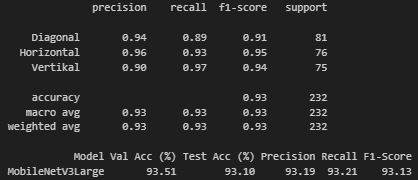 precision recall f1-score support
Diagonal 0.94 0.89 0.91 81
Horizontal 0.96 0.93 0.95 76
Vertikal 0.90 0.97 0.94 75
accuracy 0.93 232
macro avg 0.93 0.93 0.93 232
weighted avg 0.93 0.93 0.93 232
Model Val Acc (%) Test Acc (%) Precision Recall F1-Score
MobileNetV3Large 93.51 93.10 93.19 93.21 93.13